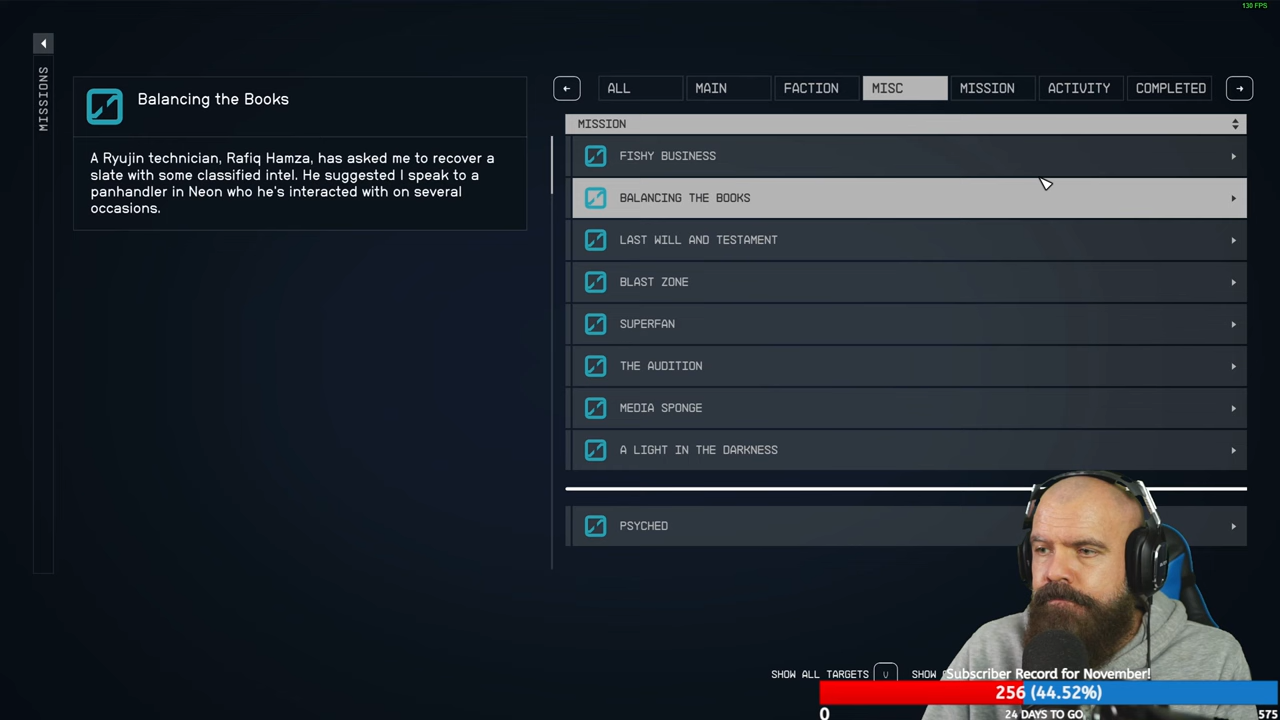 130 FPS
MISSIONS
Balancing the Books
A Ryujin technician, Rafiq Hamza, has asked me to recover a
slate with some classified intel. He suggested I speak to a
panhandler in Neon who he's interacted with on several
occasions.
ALL MAIN FACTION MISC MISSION ACTIVITY COMPLETED
MISSION
FISHY BUSINESS
BALANCING THE BOOKS
LAST WILL AND TESTAMENT
BLAST ZONE
SUPERFAN
THE AUDITION
MEDIA SPONGE
A LIGHT IN THE DARKNESS
PSYCHED
SHOW ALL TARGETS U SHOW
Subscriber Record for November!
256 (44.52%)
0 24 DAYS TO GO, 575